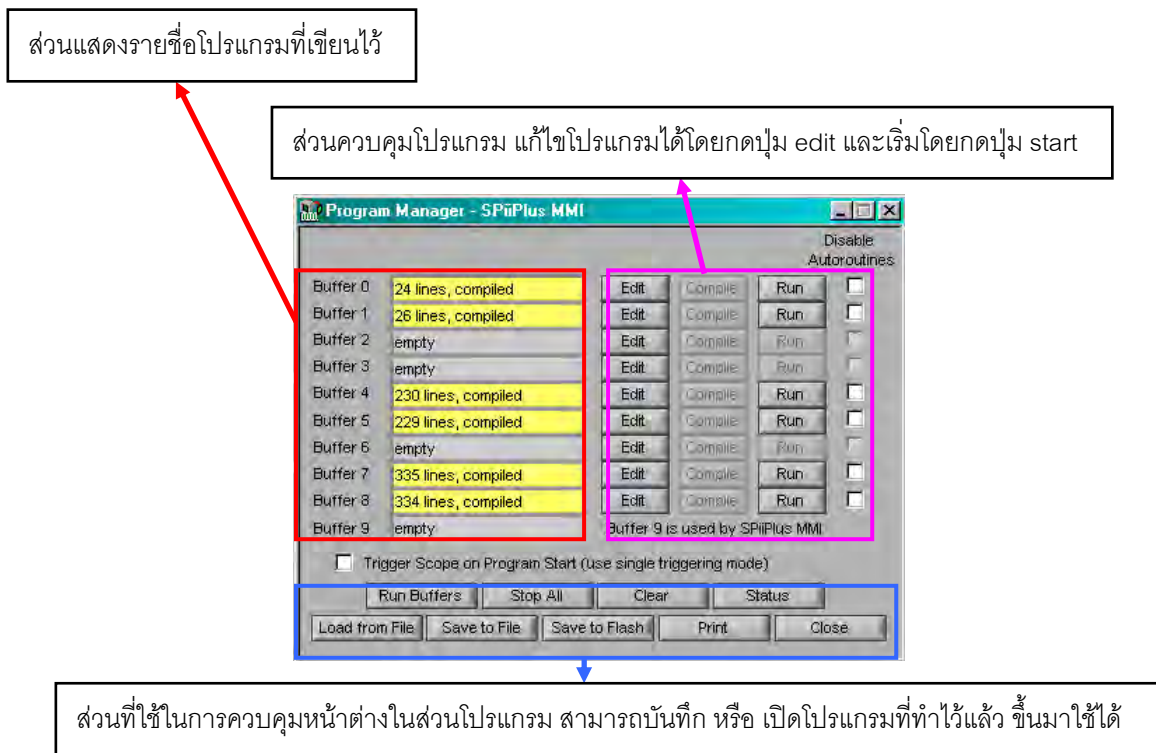 ส่วนแสดงรายชื่อโปรแกรมที่เขียนไว้
ส่วนควบคุมโปรแกรม แก้ไขโปรแกรมได้โดยกดปุ่ม edit และเริ่มโดยกดปุ่ม start
Program Manager - SPiiPlus MMI
Disable
Autoroutines
Buffer 0 24 lines, compiled Edit Compile Run
Buffer 1 26 lines, compiled Edit Compile Run
Buffer 2 empty Edit Compile Run
Buffer 3 empty Edit Compile Run
Buffer 4 230 lines, compiled Edit Compile Run
Buffer 5 229 lines, compiled Edit Compile Run
Buffer 6 empty Edit Compile Run
Buffer 7 335 lines, compiled Edit Compile Run
Buffer 8 334 lines, compiled Edit Compile Run
Buffer 9 empty Buffer 9 is used by SPiiPlus MMI
Trigger Scope on Program Start (use single triggering mode)
Run Buffers Stop All Clear Status
Load from File Save to File Save to Flash Print Close
ส่วนที่ใช้ในการควบคุมหน้าต่างในส่วนโปรแกรม สามารถบันทึก หรือ เปิดโปรแกรมที่ทำไว้แล้ว ขึ้นมาใช้ได้